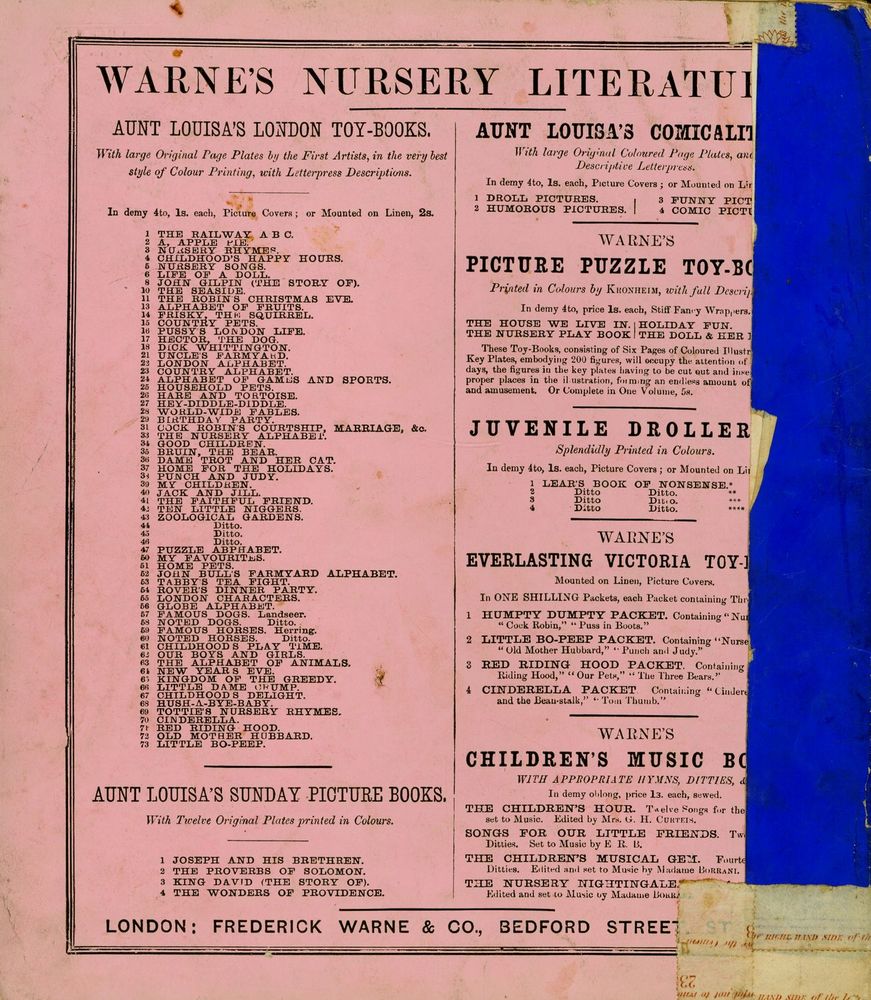 WARNE'S NURSERY LITERATU
AUNT LOUISA'S LONDON TOY-BOOKS.
With large Original Page Plates by the First Artists, in the very best
style of Colour Printing, with Letterpress Descriptions.
In demy 4to, 1s. each, Picture Covers; or Mounted on Linen, 2s.
1 THE RAILWAY A B C.
2 A, APPLE PIE.
3 NURSERY RHYMES.
4 CHILDHOOD'S HAPPY HOURS.
5 NURSERY SONGS.
6 LIFE OF A DOLL.
8 JOHN GILPIN (THE STORY OF).
10 THE SEASIDE.
11 THE ROBIN'S CHRISTMAS EVE.
13 ALPHABET OF FRUITS.
14 FRISKY, THE SQUIRREL.
15 COUNTRY PETS.
16 PUSSY'S LONDON LIFE.
17 HECTOR, THE DOG.
18 DICK WHITTINGTON.
21 UNCLE'S FARMYARD.
22 LONDON ALPHABET.
23 COUNTRY ALPHABET.
24 ALPHABET OF GAMES AND SPORTS.
25 HOUSEHOLD PETS.
26 HARE AND TORTOISE.
27 HEY-DIDDLE-DIDDLE.
28 WORLD-WIDE FABLES.
29 BIRTHDAY PARTY.
31 COCK ROBIN'S COURTSHIP, MARRIAGE, &c.
33 THE NURSERY ALPHABET.
34 GOOD CHILDREN.
35 BRUIN, THE BEAR.
36 DAME TROT AND HER CAT.
37 HOME FOR THE HOLIDAYS.
38 PUNCH AND JUDY.
39 MY CHILDREN.
40 JACK AND JILL.
41 THE FAITHFUL FRIEND.
42 TEN LITTLE NIGGERS.
43 ZOOLOGICAL GARDENS.
44 Ditto.
45 Ditto.
46 Ditto.
47 PUZZLE ABPHABET.
50 MY FAVOURITES.
51 HOME PETS.
52 JOHN BULL'S FARMYARD ALPHABET.
53 TABBY'S TEA FIGHT.
54 ROVER'S DINNER PARTY.
55 LONDON CHARACTERS.
56 GLOBE ALPHABET.
57 FAMOUS DOGS. Landseer.
58 NOTED DOGS. Ditto.
59 FAMOUS HORSES. Herring.
60 NOTED HORSES. Ditto.
61 CHILDHOOD'S PLAY TIME.
62 OUR BOYS AND GIRLS.
63 THE ALPHABET OF ANIMALS.
64 NEW YEARS EVE.
65 KINGDOM OF THE GREEDY.
66 LITTLE DAME CRUMP.
67 CHILDHOODS DELIGHT.
68 HUSH-A-BYE-BABY.
69 TOTTIE'S NURSERY RHYMES.
70 CINDERELLA.
71 RED RIDING HOOD.
72 OLD MOTHER HUBBARD.
73 LITTLE BO-PEEP.
AUNT LOUISA'S SUNDAY PICTURE BOOKS.
With Twelve Original Plates printed in Colours.
1 JOSEPH AND HIS BRETHREN.
2 THE PROVERBS OF SOLOMON.
3 KING DAVID (THE STORY OF).
4 THE WONDERS OF PROVIDENCE.
AUNT LOUISA'S COMICALI
With large Original Coloured Page Plates, and
Descriptive Letterpress.
In demy 4to, 1s. each, Picture Covers; or Mounted on Li
1 DROLL PICTURES. 3 FUNNY PICT
2 HUMOROUS PICTURES. 4 COMIC PICT
WARNE'S
PICTURE PUZZLE TOY-BO
Printed in Colours by KRONHEIM, with full Descrip
In demy 4to, price 1s. each, Stiff Fancy Wrappers.
THE HOUSE WE LIVE IN. HOLIDAY FUN.
THE NURSERY PLAY BOOK THE DOLL & HER
These Toy-Books, consisting of Six Pages of Coloured Illustr
Key Plates, embodying 200 figures, will occupy the attention of
days, the figures in the key plates having to be cut out and inse
proper places in the illustration, forming an endless amount of
and amusement. Or Complete in One Volume, 5s.
JUVENILE DROLLER
Splendidly Printed in Colours.
In demy 4to, 1s. each, Picture Covers; or Mounted on Li
1 LEAR'S BOOK OF NONSENSE.*
2 Ditto Ditto. **
3 Ditto Ditto. ***
4 Ditto Ditto. ****
WARNE'S
EVERLASTING VICTORIA TOY-
Mounted on Linen, Picture Covers.
In ONE SHILLING Packets, each Packet containing Thr
1 HUMPTY DUMPTY PACKET. Containing "Nu
"Cock Robin," "Puss in Boots."
2 LITTLE BO-PEEP PACKET. Containing "Nurse
"Old Mother Hubbard," "Punch and Judy."
3 RED RIDING HOOD PACKET. Containing
Riding Hood," "Our Pets," "The Three Bears."
4 CINDERELLA PACKET Containing "Cindere
and the Bean-stalk," "Tom Thumb."
WARNE'S
CHILDREN'S MUSIC BO
WITH APPROPRIATE HYMNS, DITTIES, &
In demy oblong, price 1s. each, sewed.
THE CHILDREN'S HOUR. Twelve Songs for the
set to Music. Edited by Mrs. G. H. CURTEIS.
SONGS FOR OUR LITTLE FRIENDS. Tw
Ditties. Set to Music by E. R. B.
THE CHILDREN'S MUSICAL GEM. Fourte
Ditties. Edited and set to Music by Madame BORRANI.
THE NURSERY NIGHTINGALE.
Edited and set to Music by Madame BORR
LONDON: FREDERICK WARNE & CO., BEDFORD STREET, ST
RIGHT HAND SIDE of th
23
HAND SIDE of the